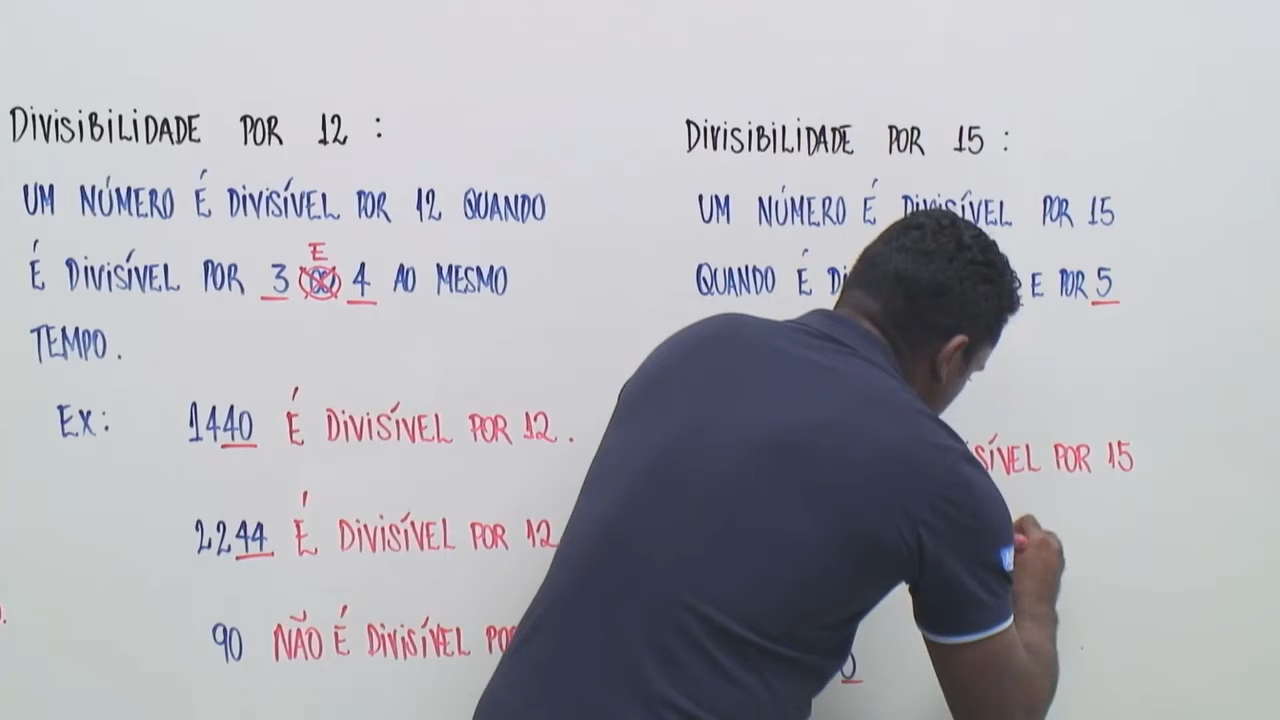 DIVISIBILIDADE POR 12 :
UM NÚMERO É DIVISÍVEL POR 12 QUANDO
É DIVISÍVEL POR 3 E 4 AO MESMO
TEMPO.
EX: 1440 É DIVISÍVEL POR 12.
2244 É DIVISÍVEL POR 12
90 NÃO É DIVISÍVEL
DIVISIBILIDADE POR 15 :
UM NÚMERO É DIVISÍVEL POR 15
QUANDO É E POR 5
POR 15